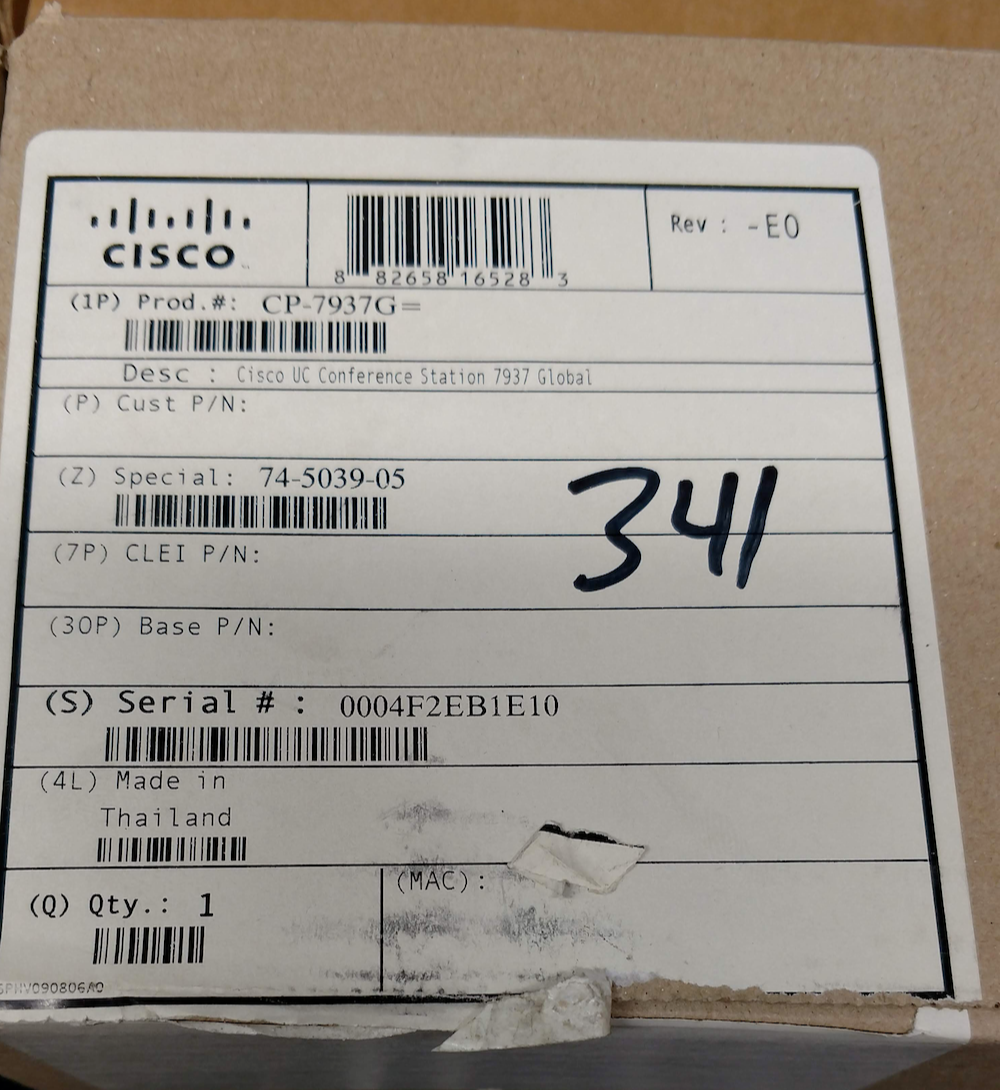 CISCO
8 82658 16528 3
Rev : -E0
(1P) Prod.#: CP-7937G=
Desc : Cisco UC Conference Station 7937 Global
(P) Cust P/N:
(Z) Special: 74-5039-05
341
(7P) CLEI P/N:
(30P) Base P/N:
(S) Serial # : 0004F2EB1E10
(4L) Made in
Thailand
(MAC):
(Q) Qty.: 1